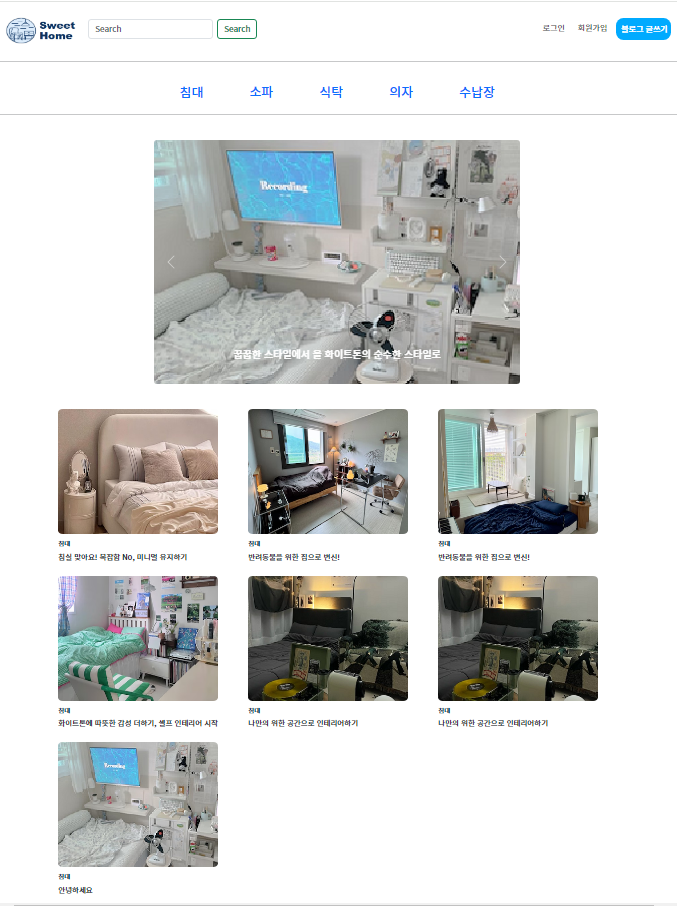 Sweet
Home
Search
Search
로그인
회원가입
블로그 글쓰기
침대
소파
식탁
의자
수납장
Recording
꿉꿉한 스타일에서 올 화이트톤의 순수한 스타일로
침대
침실 맞아요! 복잡함 No, 미니멀 유지하기
침대
반려동물을 위한 집으로 변신!
침대
반려동물을 위한 집으로 변신!
침대
화이트톤에 따뜻한 감성 더하기, 셀프 인테리어 시작
침대
나만의 위한 공간으로 인테리어하기
침대
나만의 위한 공간으로 인테리어하기
Recording
침대
안녕하세요